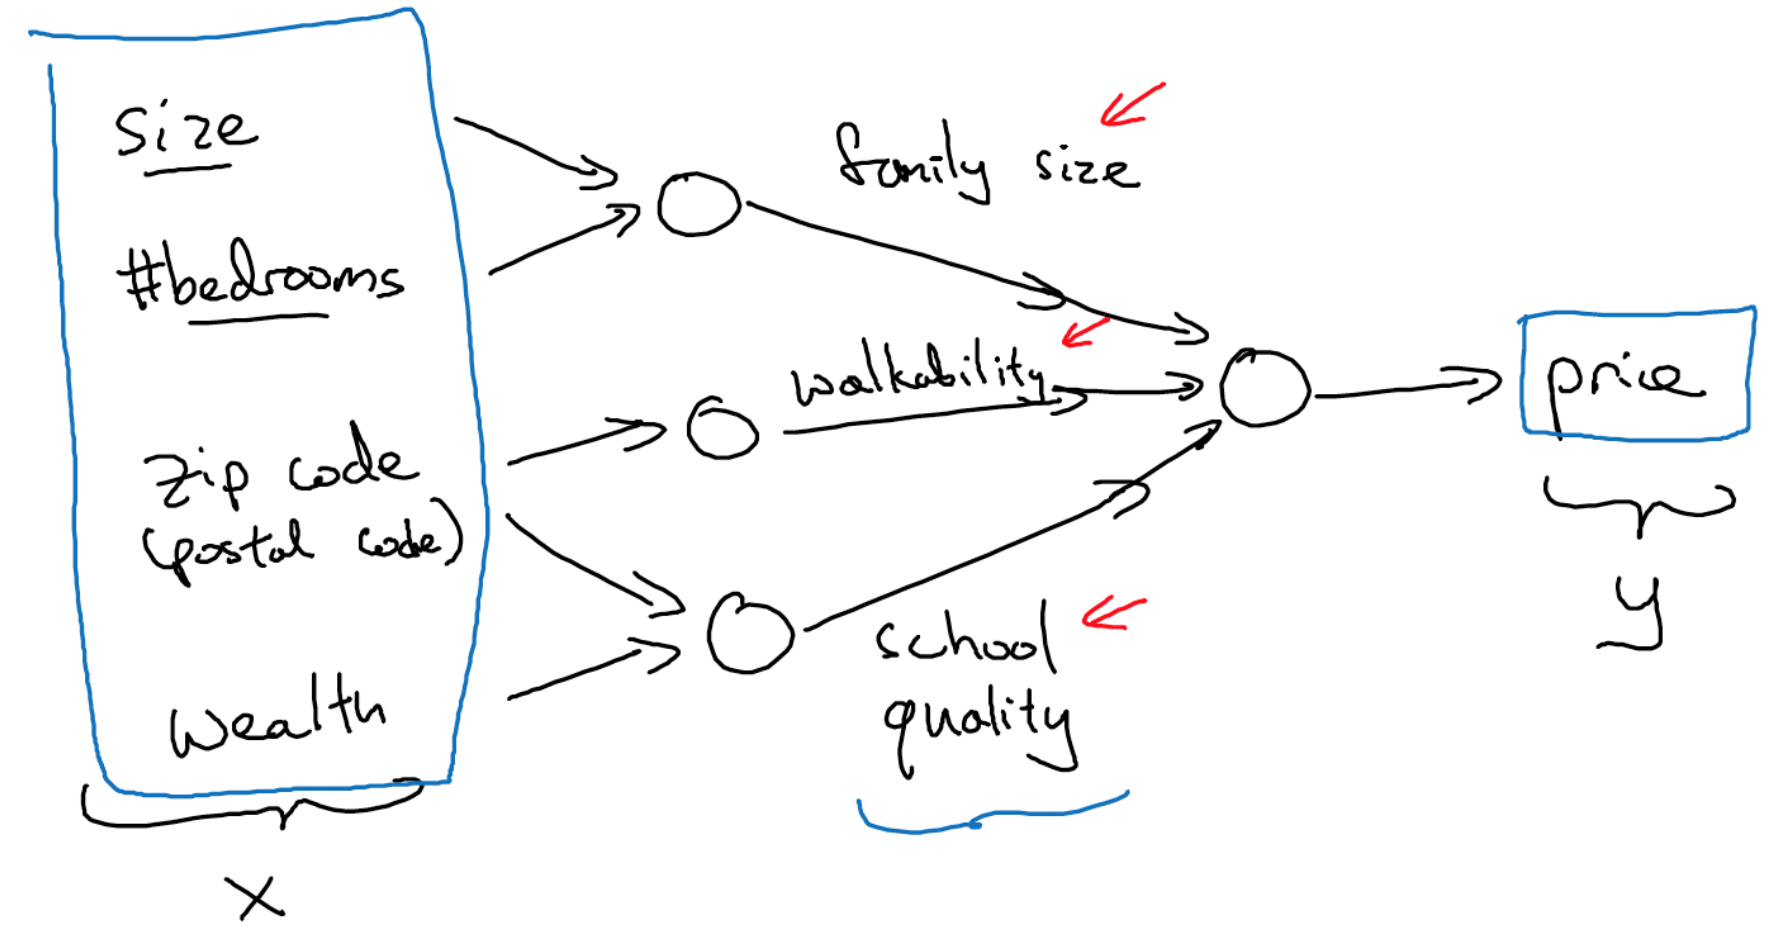 size
#bedrooms
zip code
(postal code)
wealth
x
family size
walkability
school
quality
price
y